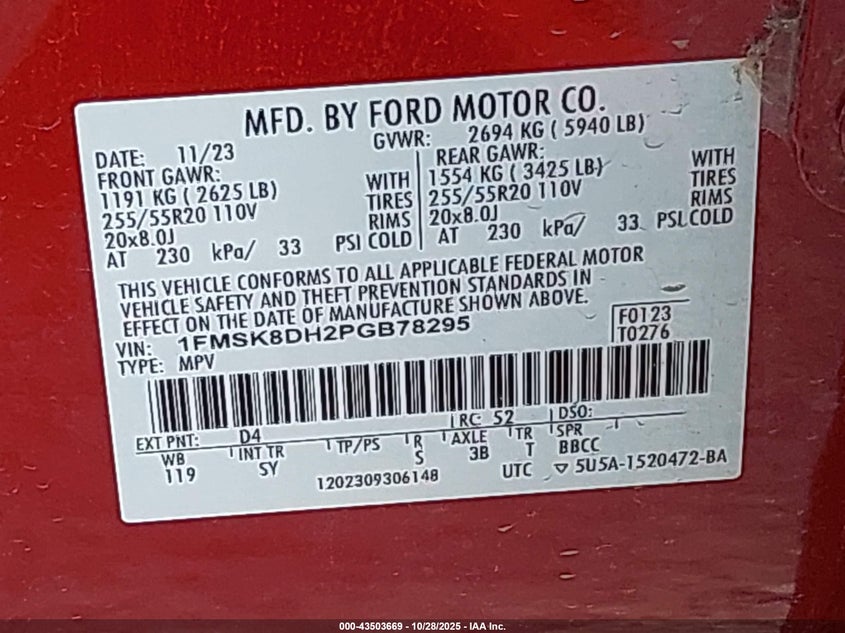 MFD. BY FORD MOTOR CO.
DATE: 11/23
GVWR: 2694 KG ( 5940 LB)
FRONT GAWR:
1191 KG ( 2625 LB)
255/55R20 110V
20x8.0J
WITH
TIRES
RIMS
AT 230 kPa/ 33 PSI COLD
REAR GAWR:
1554 KG ( 3425 LB)
255/55R20 110V
20x8.0J
WITH
TIRES
RIMS
AT 230 kPa/ 33 PSI COLD
THIS VEHICLE CONFORMS TO ALL APPLICABLE FEDERAL MOTOR
VEHICLE SAFETY AND THEFT PREVENTION STANDARDS IN
EFFECT ON THE DATE OF MANUFACTURE SHOWN ABOVE.
VIN: 1FMSK8DH2PGB78295
TYPE: MPV
F0123
T0276
EXT PNT: D4 RC: 52 DSO:
WB INT TR TP/PS R AXLE TR SPR
119 5Y S 3B T BBCC
1202309306148 UTC ▽ 5U5A-1520472-BA
000-43503669 - 10/28/2025 - IAA Inc.